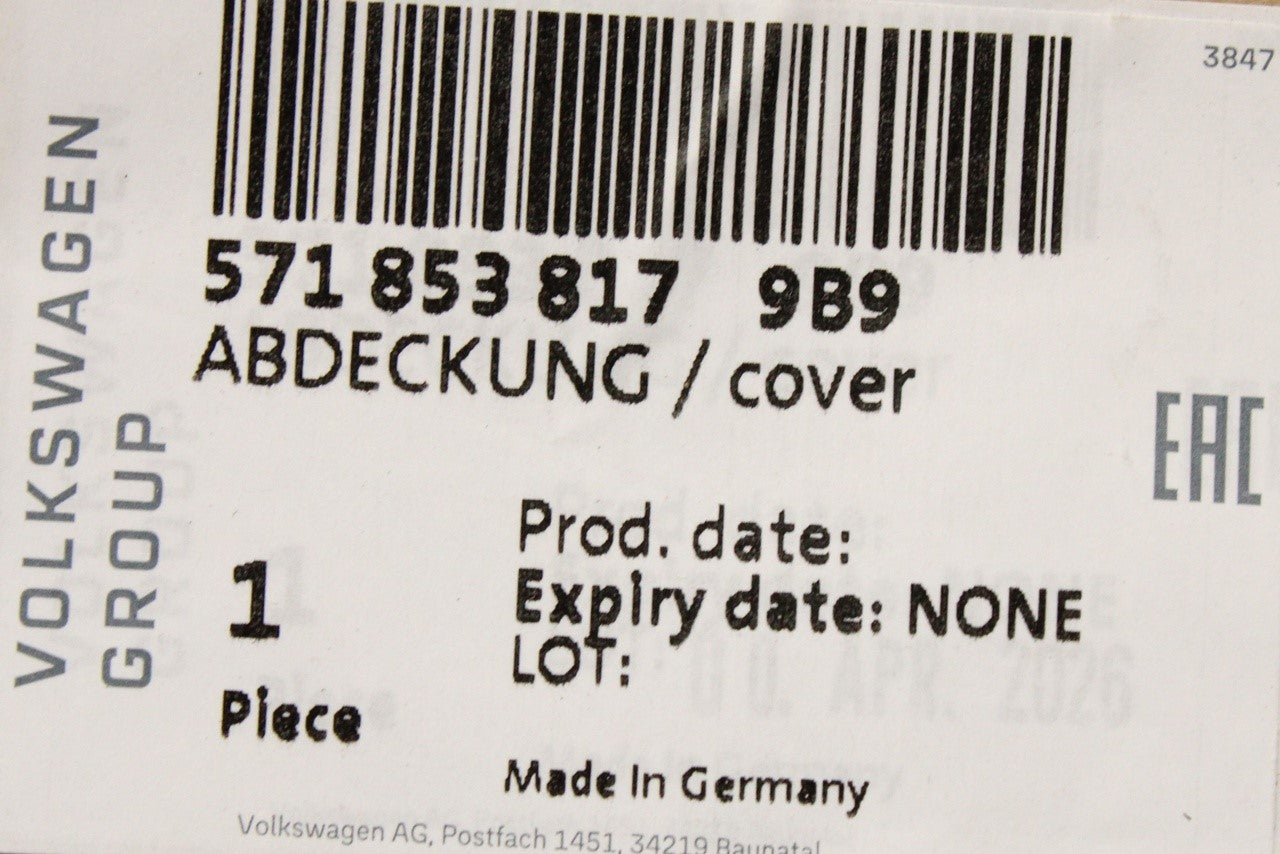 3847
VOLKSWAGEN
GROUP
571 853 817 9B9
ABDECKUNG / cover
EAC
Prod. date:
1
Expiry date: NONE
LOT:
Piece
Made In Germany
Volkswagen AG, Postfach 1451, 34219 Baunatal